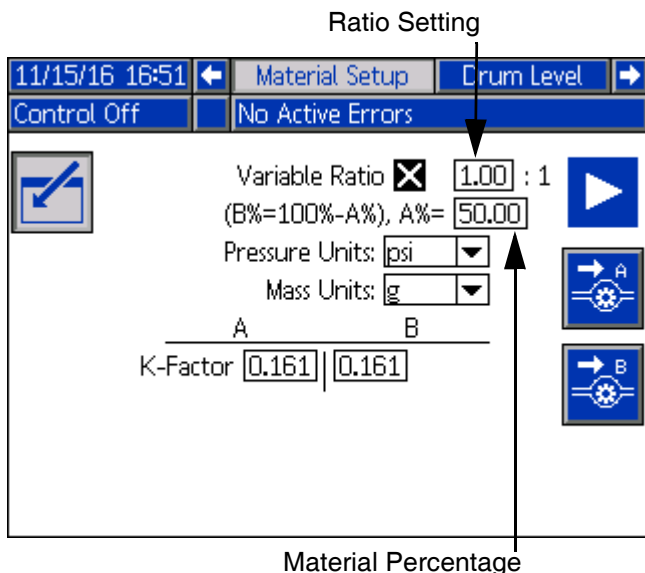 Ratio Setting
11/15/16 16:51 Material Setup Drum Level
Control Off No Active Errors
Variable Ratio 1.00 : 1
(B%=100%-A%), A%= 50.00
Pressure Units: psi
A
Mass Units: g
A B
K-Factor 0.161 0.161
B
Material Percentage